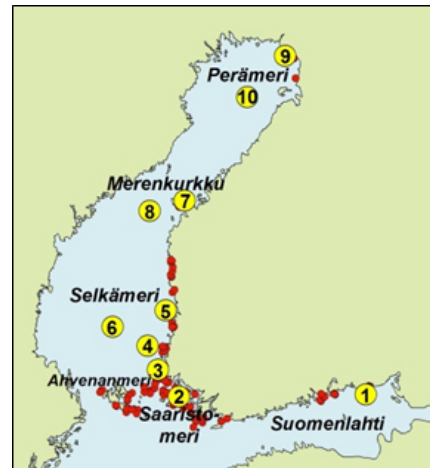 9
Perämeri
10
Merenkurkku
7
8
Selkämeri
5
6
4
3
Ahvenanmeri
2
1
Saaristo-
meri
Suomenlahti